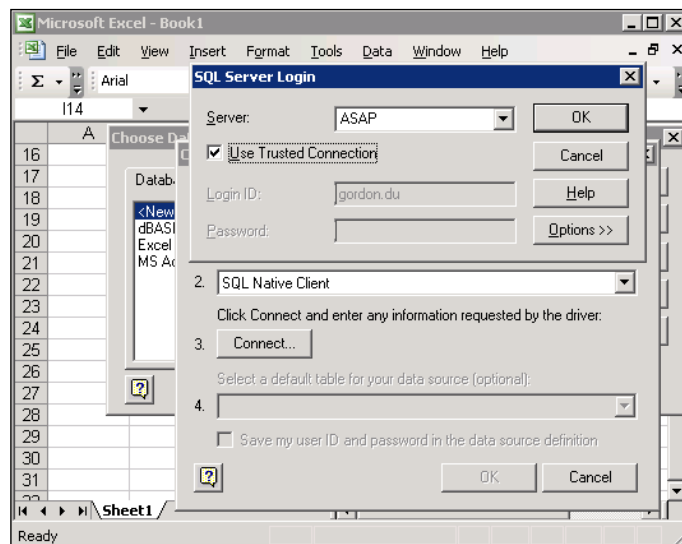 Microsoft Excel - Book1
File Edit View Insert Format Tools Data Window Help
Σ Arial
I14
SQL Server Login
Server: ASAP OK
Use Trusted Connection Cancel
Login ID: gordon.du Help
Password: Options >>
A
Choose
16
17
18
19
20
21
22
23
24
25
26
27
28
29
30
31
<New
dBASI
Excel
MS
2. SQL Native Client
Click Connect and enter any information requested by the driver:
3. Connect...
Select a default table for your data source (optional):
4.
Save my user ID and password in the data source definition
OK Cancel
Sheet1
Ready